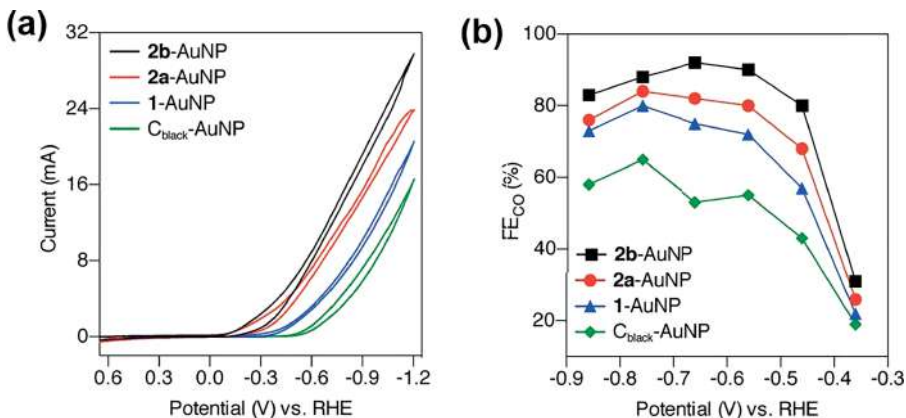 (a)
32
24
16
8
0
Current (mA)
2b-AuNP
2a-AuNP
1-AuNP
Cblack-AuNP
0.6 0.3 0.0 -0.3 -0.6 -0.9 -1.2
Potential (V) vs. RHE
(b)
100
80
60
40
20
FECO (%)
2b-AuNP
2a-AuNP
1-AuNP
Cblack-AuNP
-0.9 -0.8 -0.7 -0.6 -0.5 -0.4 -0.3
Potential (V) vs. RHE